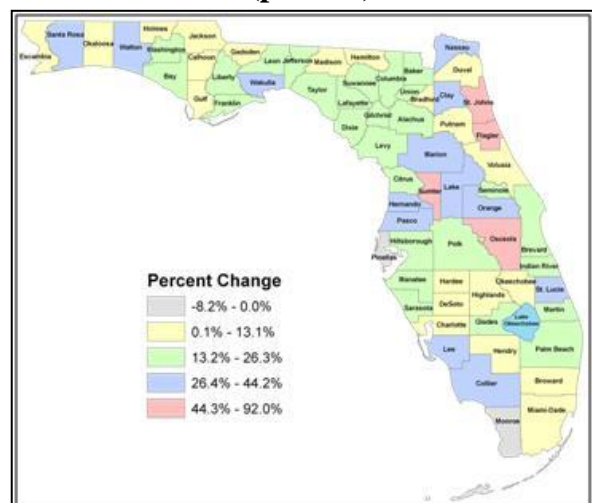 Holmes
Jackson
Santa Rosa
Okaloosa
Walton
Washington
Escambia
Calhoun
Gadsden
Bay
Liberty
Gulf
Franklin
Leon
Jefferson
Madison
Hamilton
Wakulla
Taylor
Suwannee
Columbia
Lafayette
Dixie
Gilchrist
Baker
Union
Bradford
Alachua
Nassau
Duval
Clay
St. Johns
Putnam
Flagler
Levy
Marion
Volusia
Citrus
Sumter
Lake
Seminole
Hernando
Orange
Pasco
Hillsborough
Polk
Osceola
Brevard
Pinellas
Indian River
Manatee
Hardee
Okeechobee
Highlands
St. Lucie
Sarasota
DeSoto
Martin
Charlotte
Glades
Lake
Okeechobee
Lee
Hendry
Palm Beach
Collier
Broward
Monroe
Miami-Dade
Percent Change
-8.2% - 0.0%
0.1% - 13.1%
13.2% - 26.3%
26.4% - 44.2%
44.3% - 92.0%